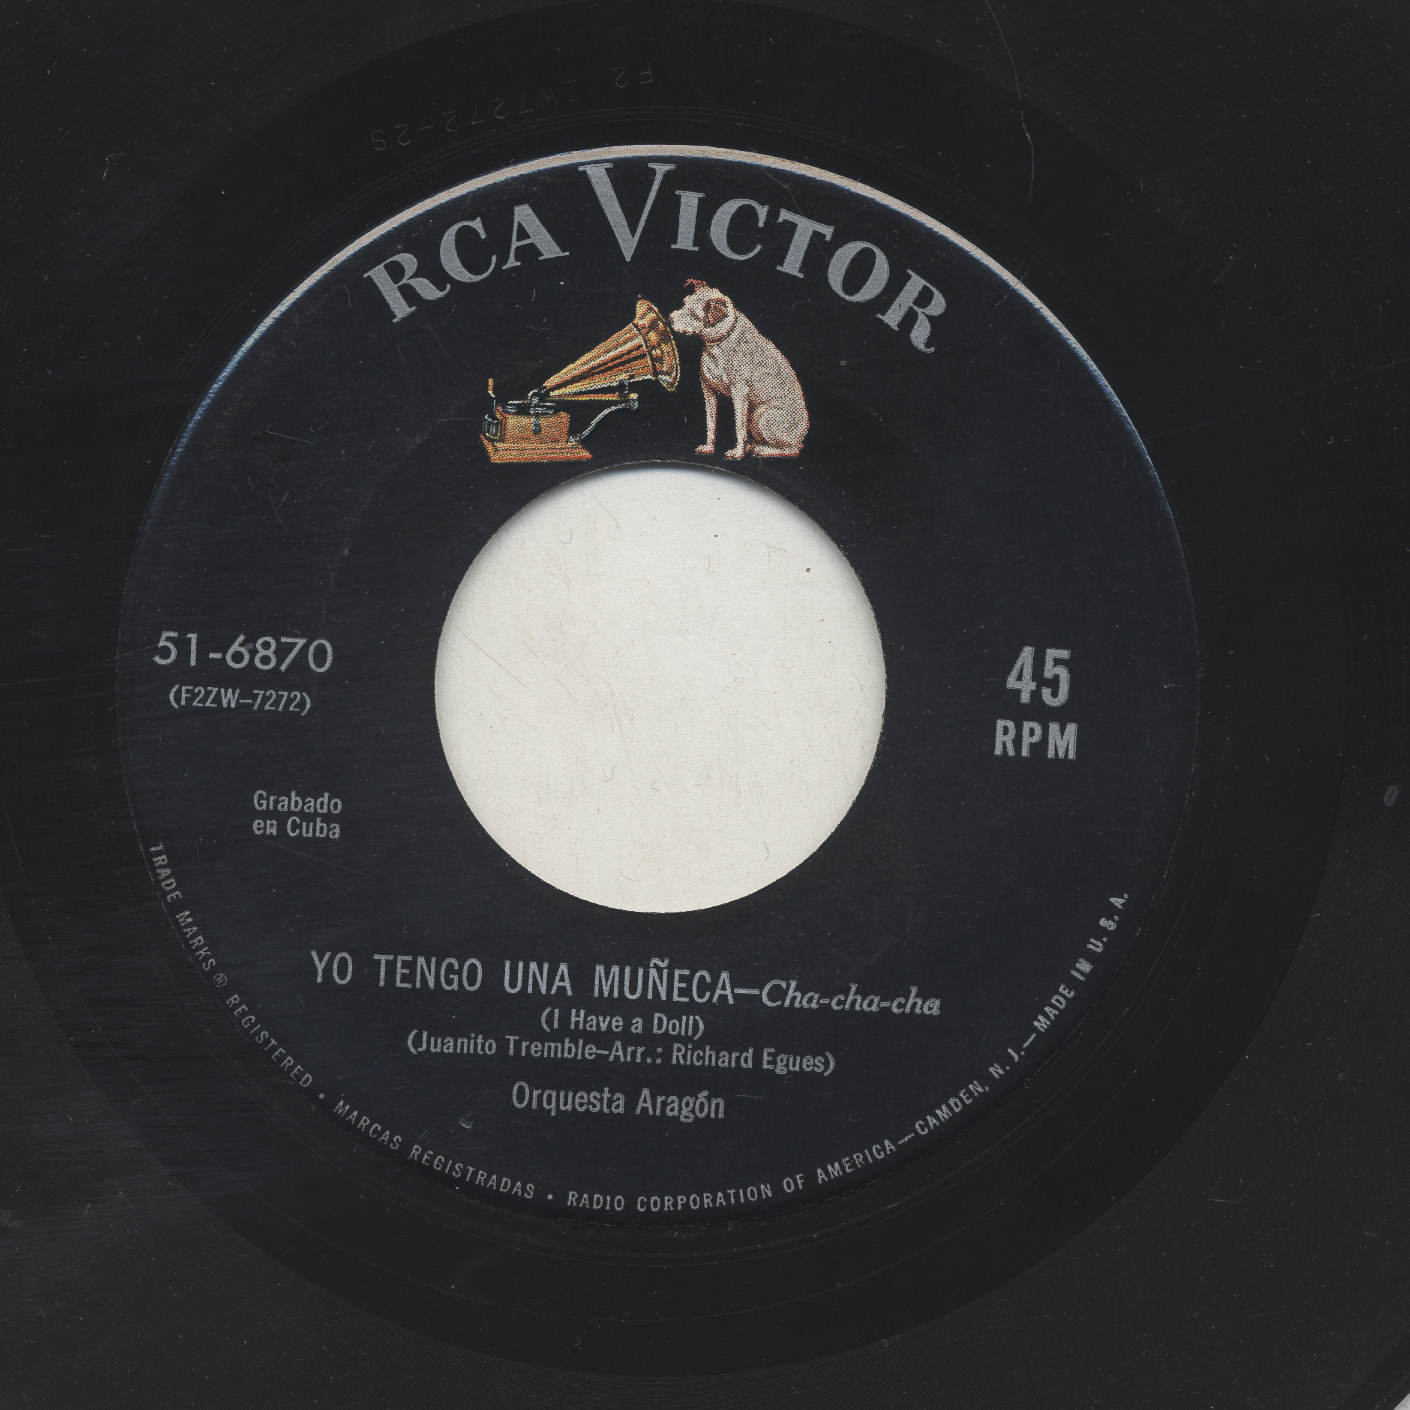 F2 ZW7272-2S
RCA VICTOR
51-6870
(F2ZW-7272)
45
RPM
Grabado
en Cuba
YO TENGO UNA MUÑECA—Cha-cha-cha
(I Have a Doll)
(Juanito Tremble–Arr.: Richard Egues)
Orquesta Aragón
TRADE MARKS ® REGISTERED • MARCAS REGISTRADAS • RADIO CORPORATION OF AMERICA—CAMDEN, N. J.—MADE IN U. S. A.